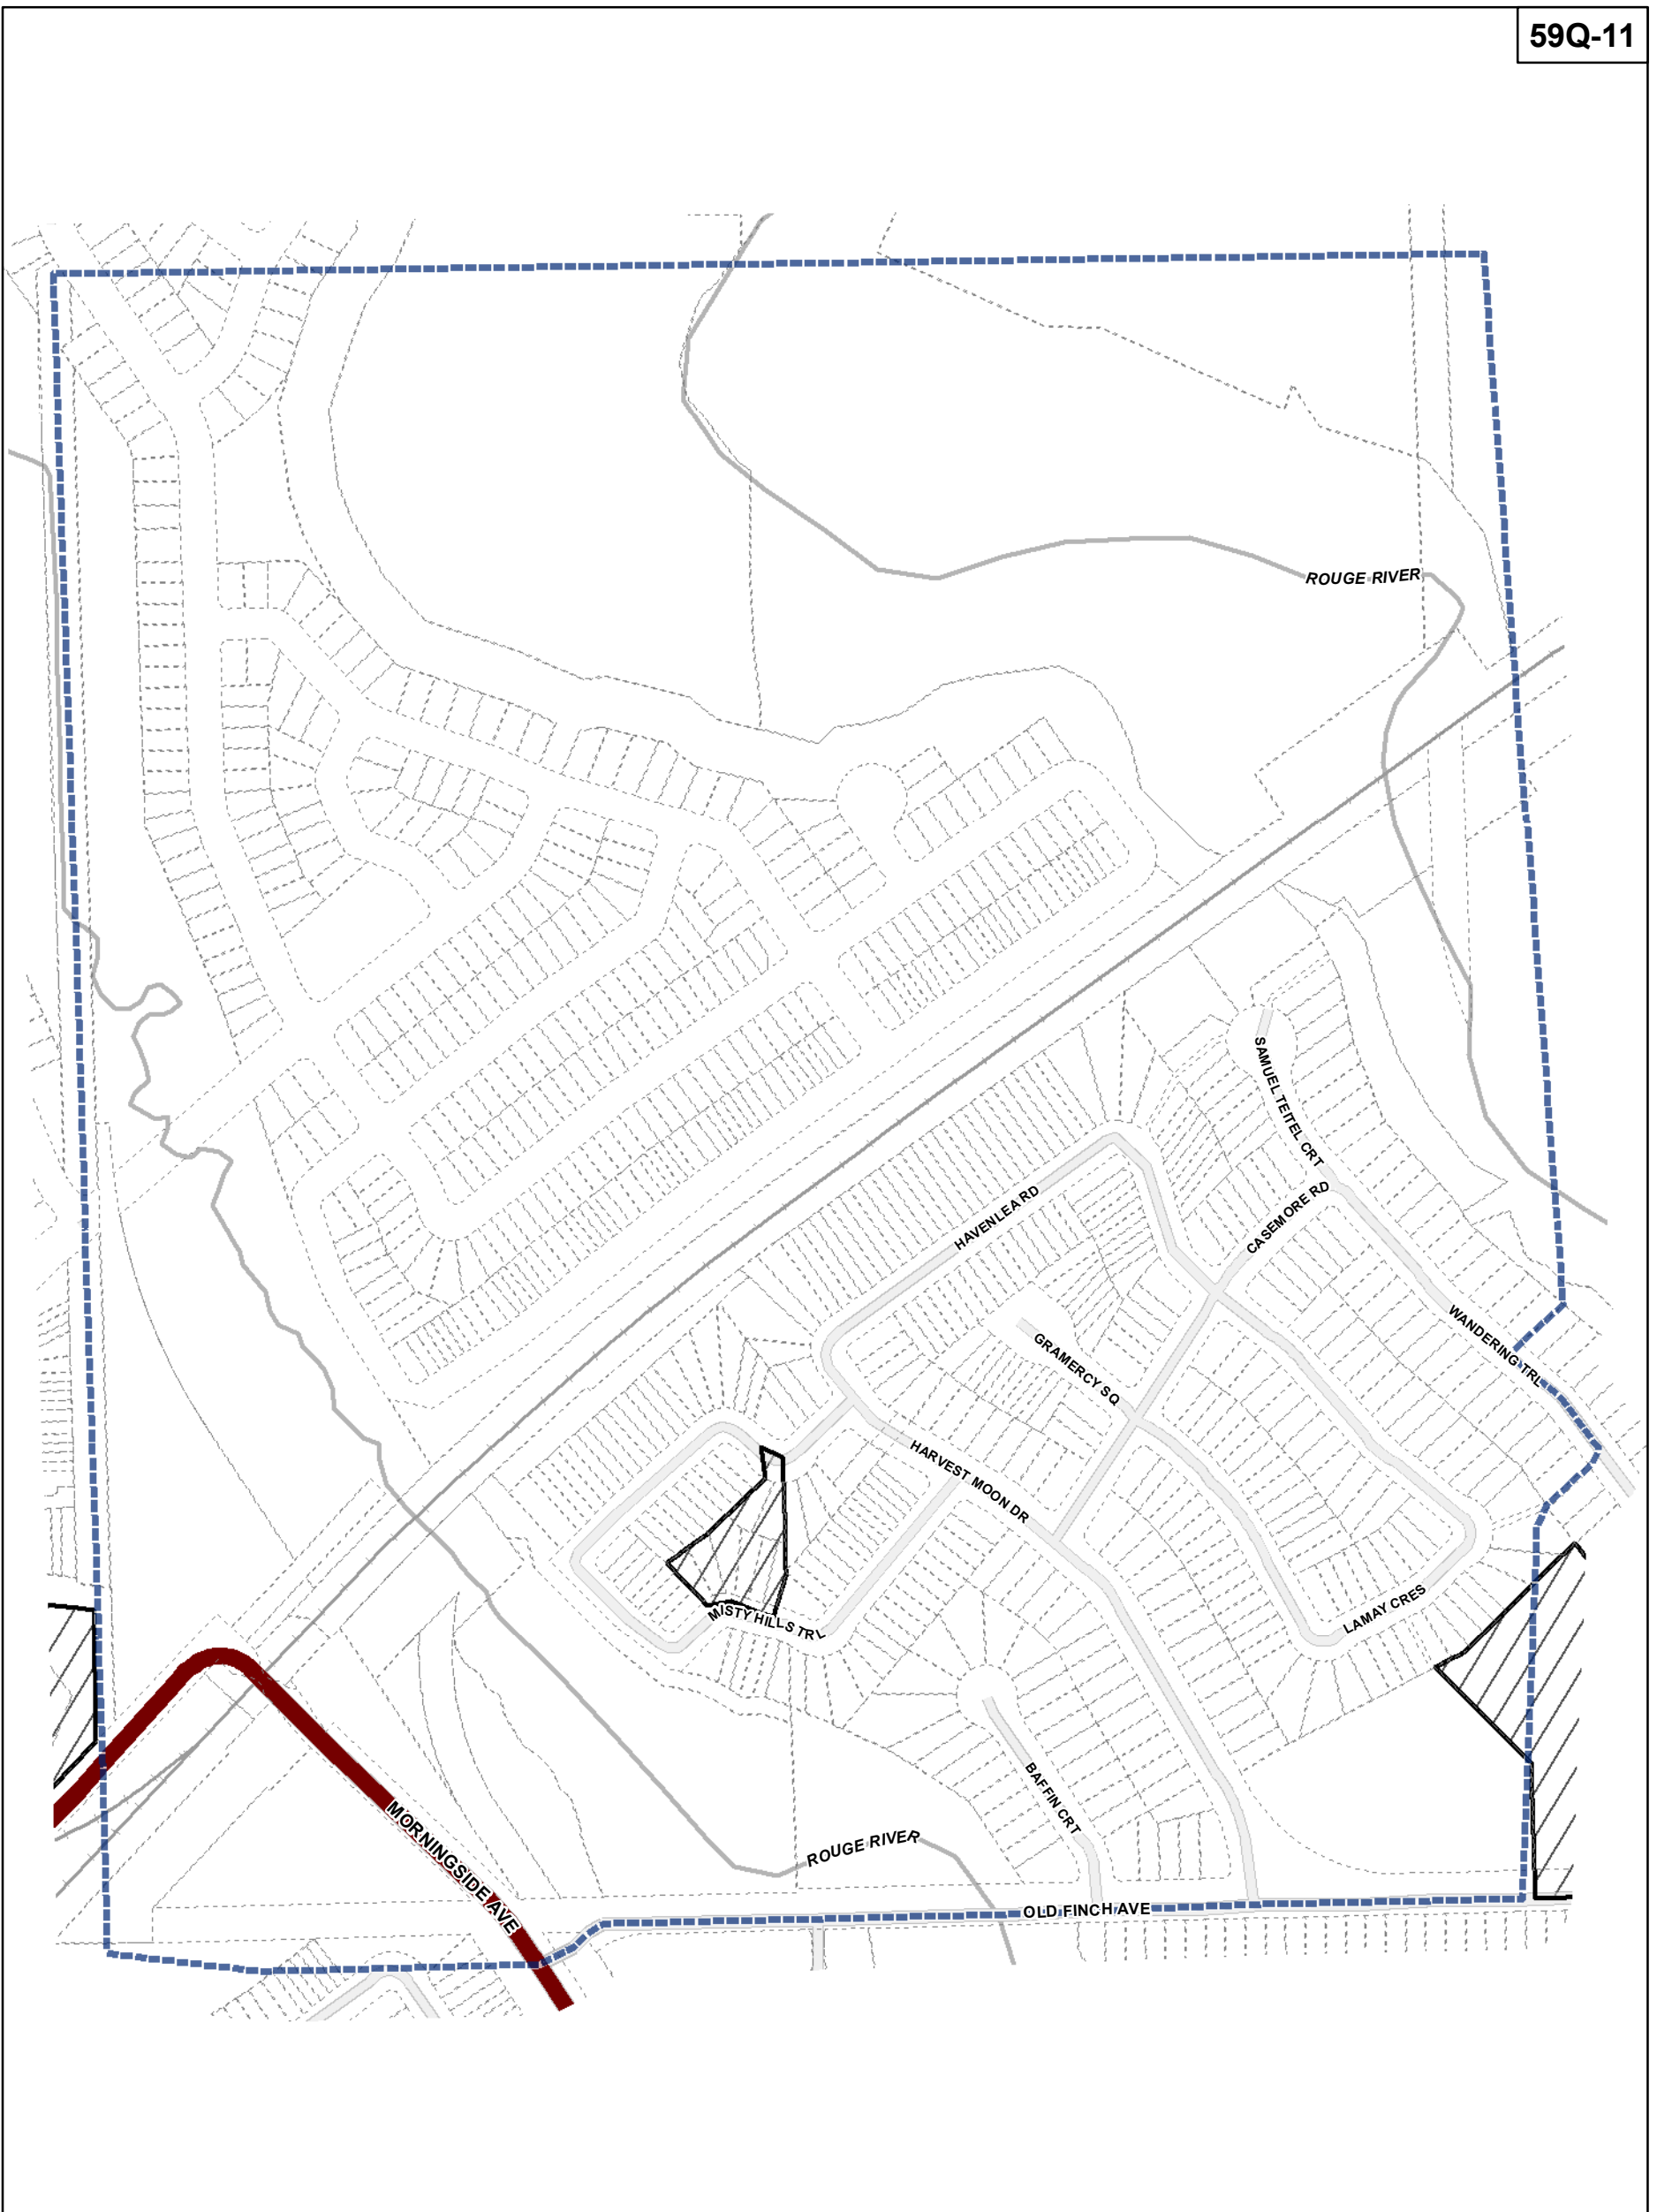 59Q-11
ROUGE RIVER
SAMUEL TEITEL CRT
HAVENLEA RD
CASEMORE RD
WANDERING TRL
GRAMERCY SQ
HARVEST MOON DR
MISTY HILLS TRL
LAMAY CRES
BAFFIN CRT
MORNINGSIDE AVE
ROUGE RIVER
OLD FINCH AVE